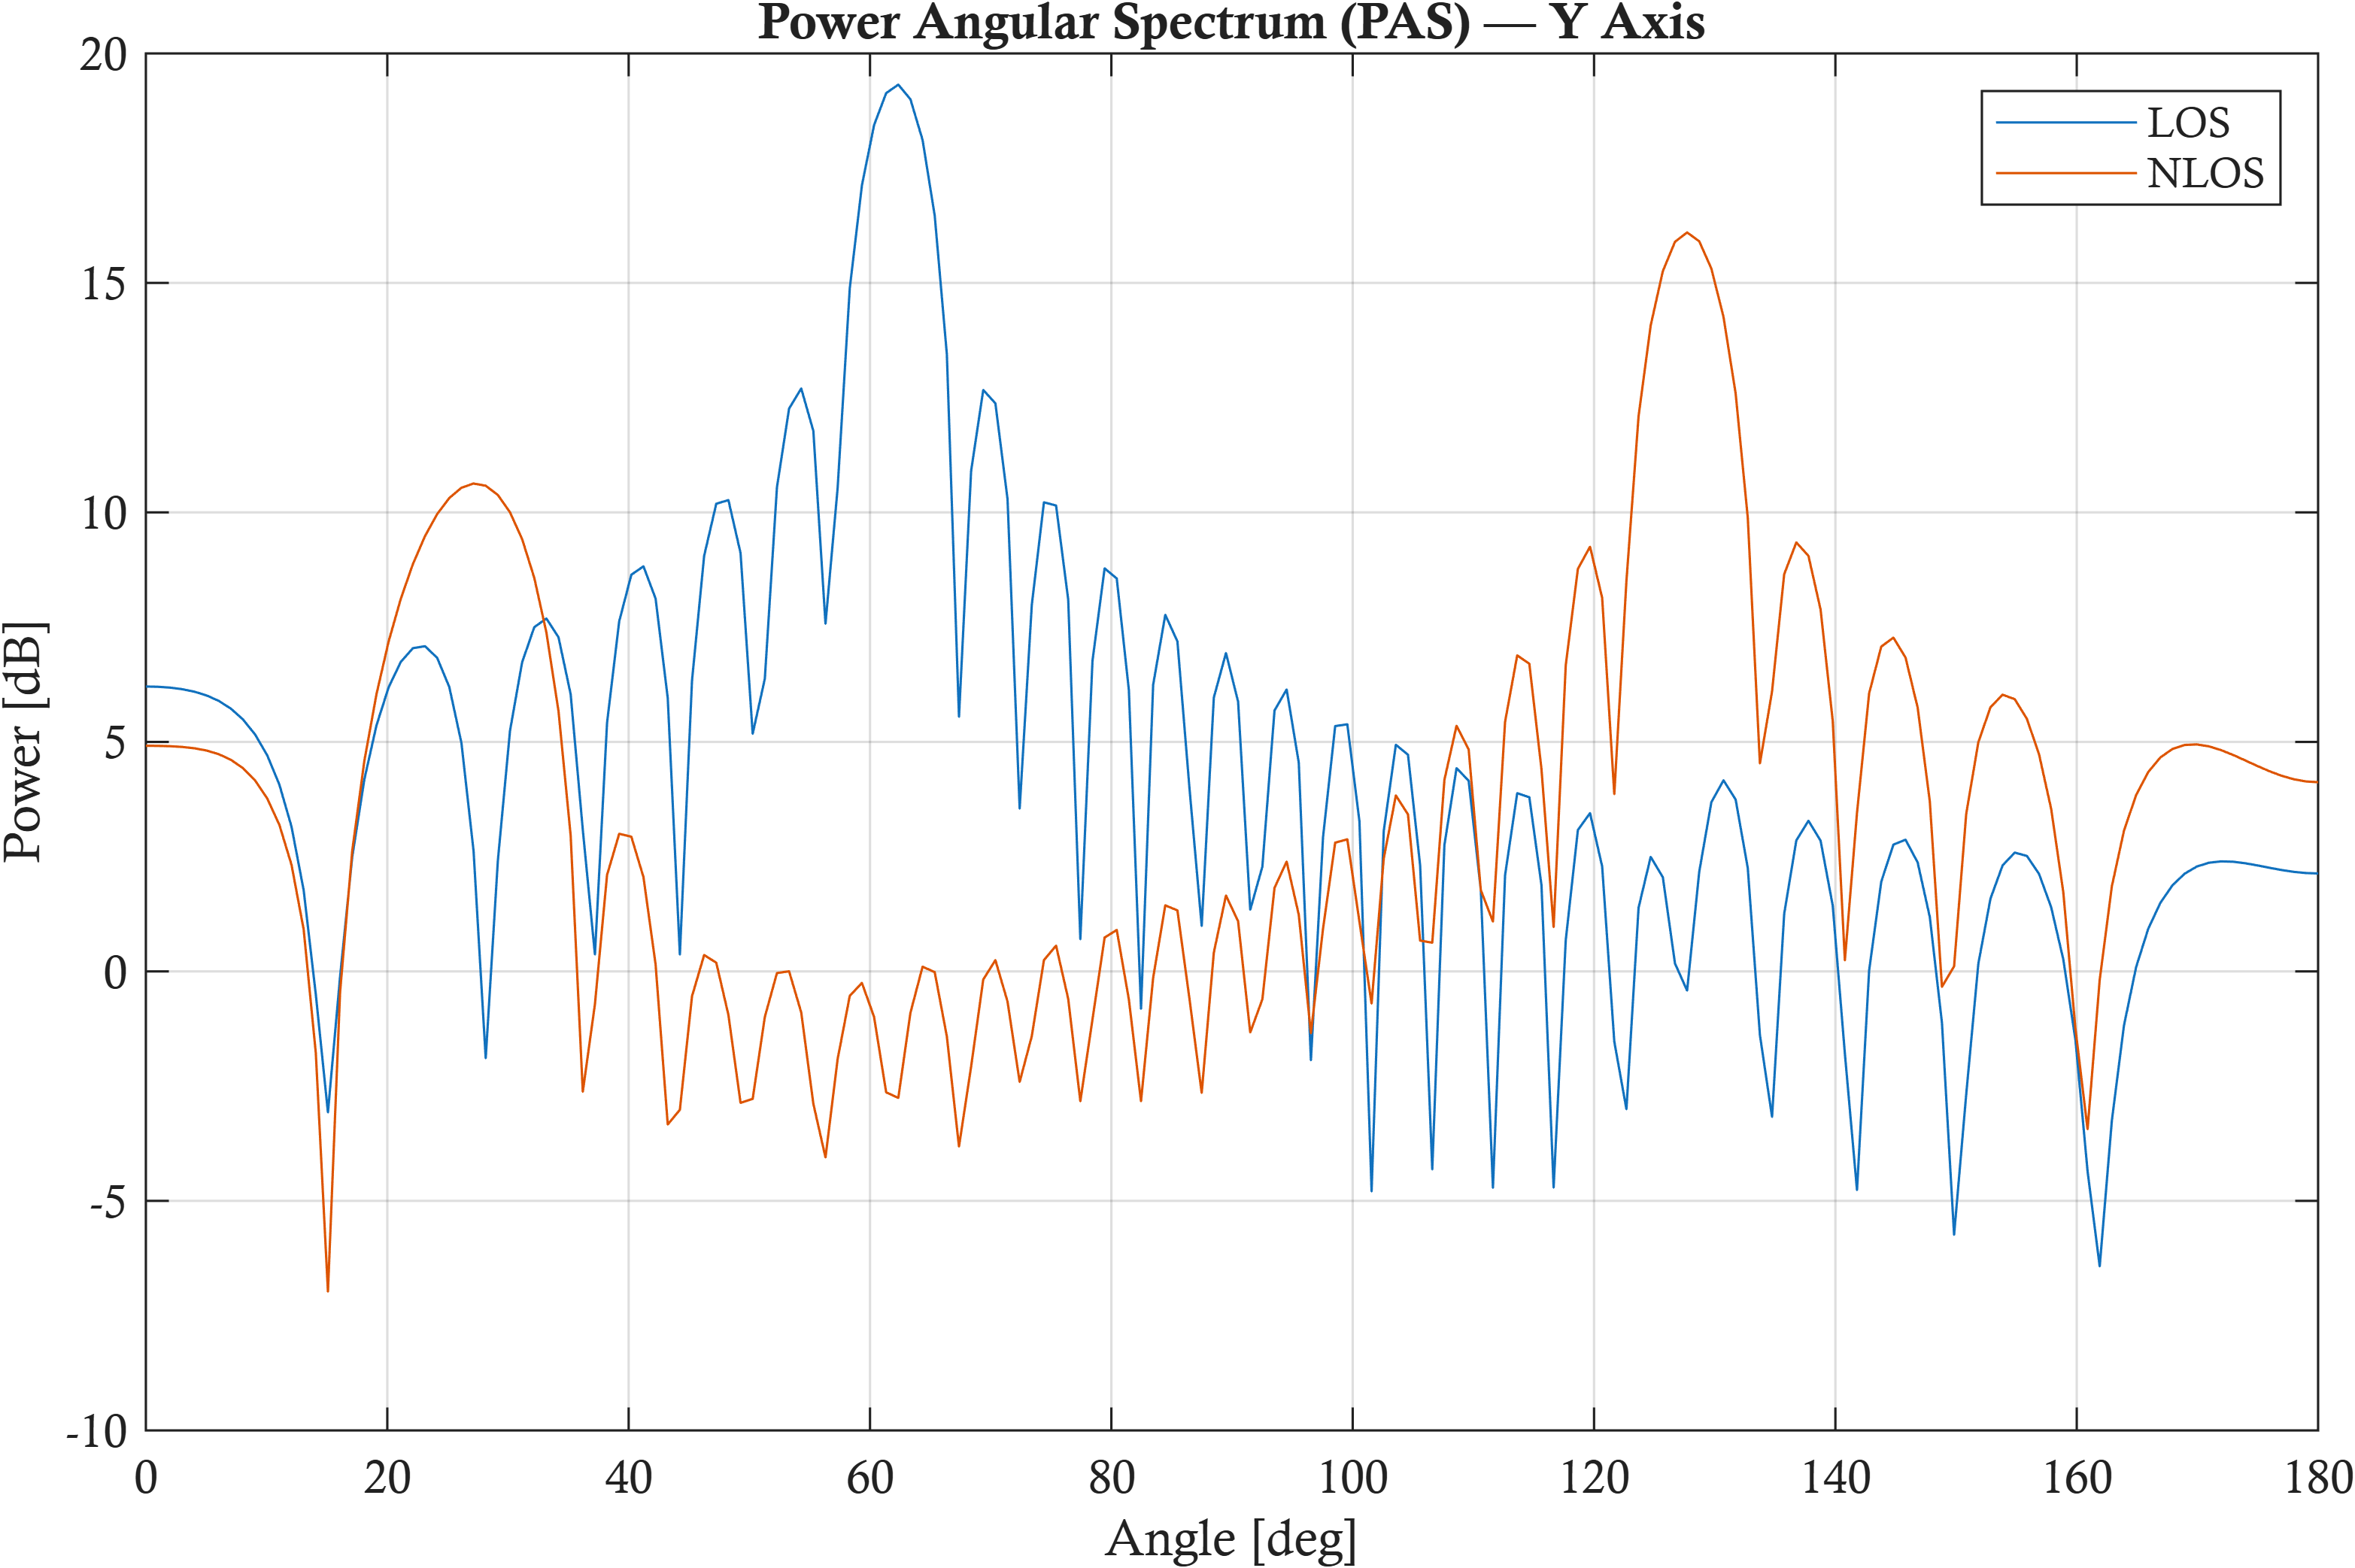 Power Angular Spectrum (PAS) — Y Axis
20
15
10
5
0
-5
-10
Power [dB]
LOS
NLOS
0 20 40 60 80 100 120 140 160 180
Angle [deg]